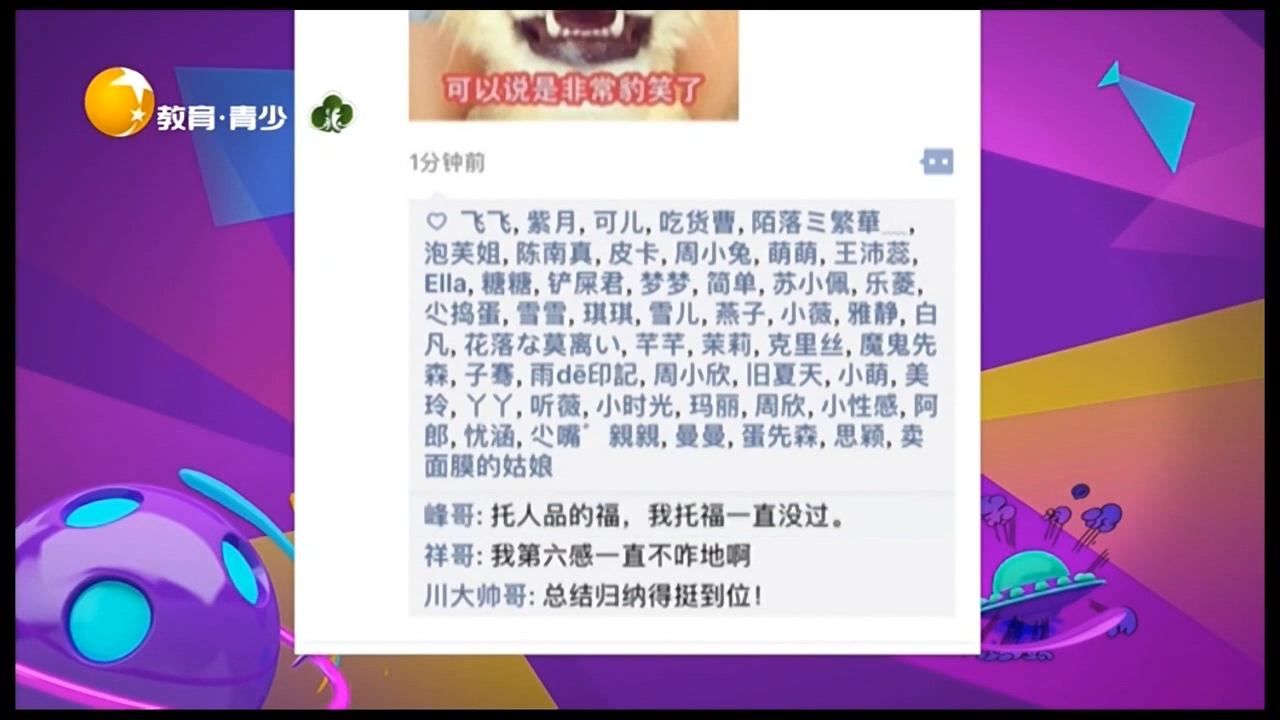 可以说是非常豹笑了
教育·青少
1分钟前
飞飞, 紫月, 可儿, 吃货曹, 陌落ミ繁華﹏,
泡芙姐, 陈南真, 皮卡, 周小兔, 萌萌, 王沛蕊,
Ella, 糖糖, 铲屎君, 梦梦, 简单, 苏小佩, 乐菱,
尐捣蛋, 雪雪, 琪琪, 雪儿, 燕子, 小薇, 雅静, 白
凡, 花落な莫离い, 芊芊, 茉莉, 克里丝, 魔鬼先
森, 子骞, 雨dē印記, 周小欣, 旧夏天, 小萌, 美
玲, 丫丫, 听薇, 小时光, 玛丽, 周欣, 小性感, 阿
郎, 忧涵, 尐嘴゛親親, 曼曼, 蛋先森, 思颖, 卖
面膜的姑娘
峰哥: 托人品的福，我托福一直没过。
祥哥: 我第六感一直不咋地啊
川大帅哥: 总结归纳得挺到位!